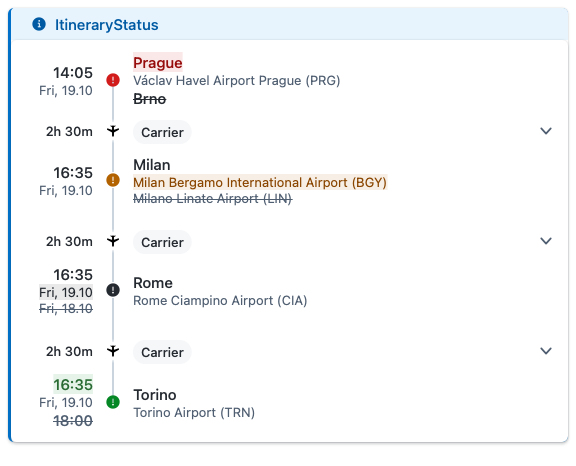 ItineraryStatus
14:05
Fri, 19.10
Prague
Václav Havel Airport Prague (PRG)
Brno
2h 30m
Carrier
16:35
Fri, 19.10
Milan
Milan Bergamo International Airport (BGY)
Milano Linate Airport (LIN)
2h 30m
Carrier
16:35
Fri, 19.10
Fri, 18.10
Rome
Rome Ciampino Airport (CIA)
2h 30m
Carrier
16:35
Fri, 19.10
18:00
Torino
Torino Airport (TRN)